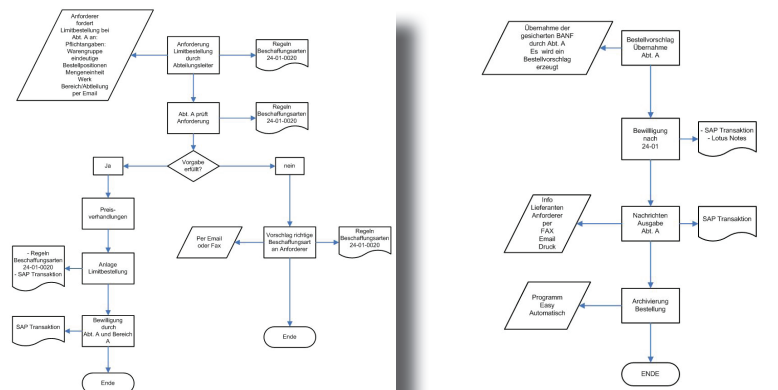 Anforderer
fordert
Limitbestellung bei
Abt. A an:
Pflichtangaben:
Warengruppe
eindeutige
Bestellpositionen
Mengeneinheit
Werk
Bereich/Abteilung
per Email
Anforderung
Limitbestellung
durch
Abteilungsleiter
Regeln
Beschaffungsarten
24-01-0020
Abt. A prüft
Anforderung
Regeln
Beschaffungsarten
24-01-0020
Ja
Vorgabe
erfüllt?
nein
Preis-
verhandlungen
Per Email
oder Fax
Vorschlag richtige
Beschaffungsart
an Anforderer
Regeln
Beschaffungsarten
24-01-0020
- Regeln
Beschaffungsarten
24-01-0020
- SAP Transaktion
Anlage
Limitbestellung
SAP Transaktion
Bewilligung
durch
Abt. A und Bereich
A
Ende
Ende
Übernahme der
gesicherten BANF
durch Abt. A
Es wird ein
Bestellvorschlag
erzeugt
Bestellvorschlag
Übernahme
Abt. A
Bewilligung
nach
24-01
- SAP Transaktion
- Lotus Notes
Info
Lieferanten
Anforderer
per
FAX
Email
Druck
Nachrichten
Ausgabe
Abt. A
SAP Transaktion
Programm
Easy
Automatisch
Archivierung
Bestellung
ENDE